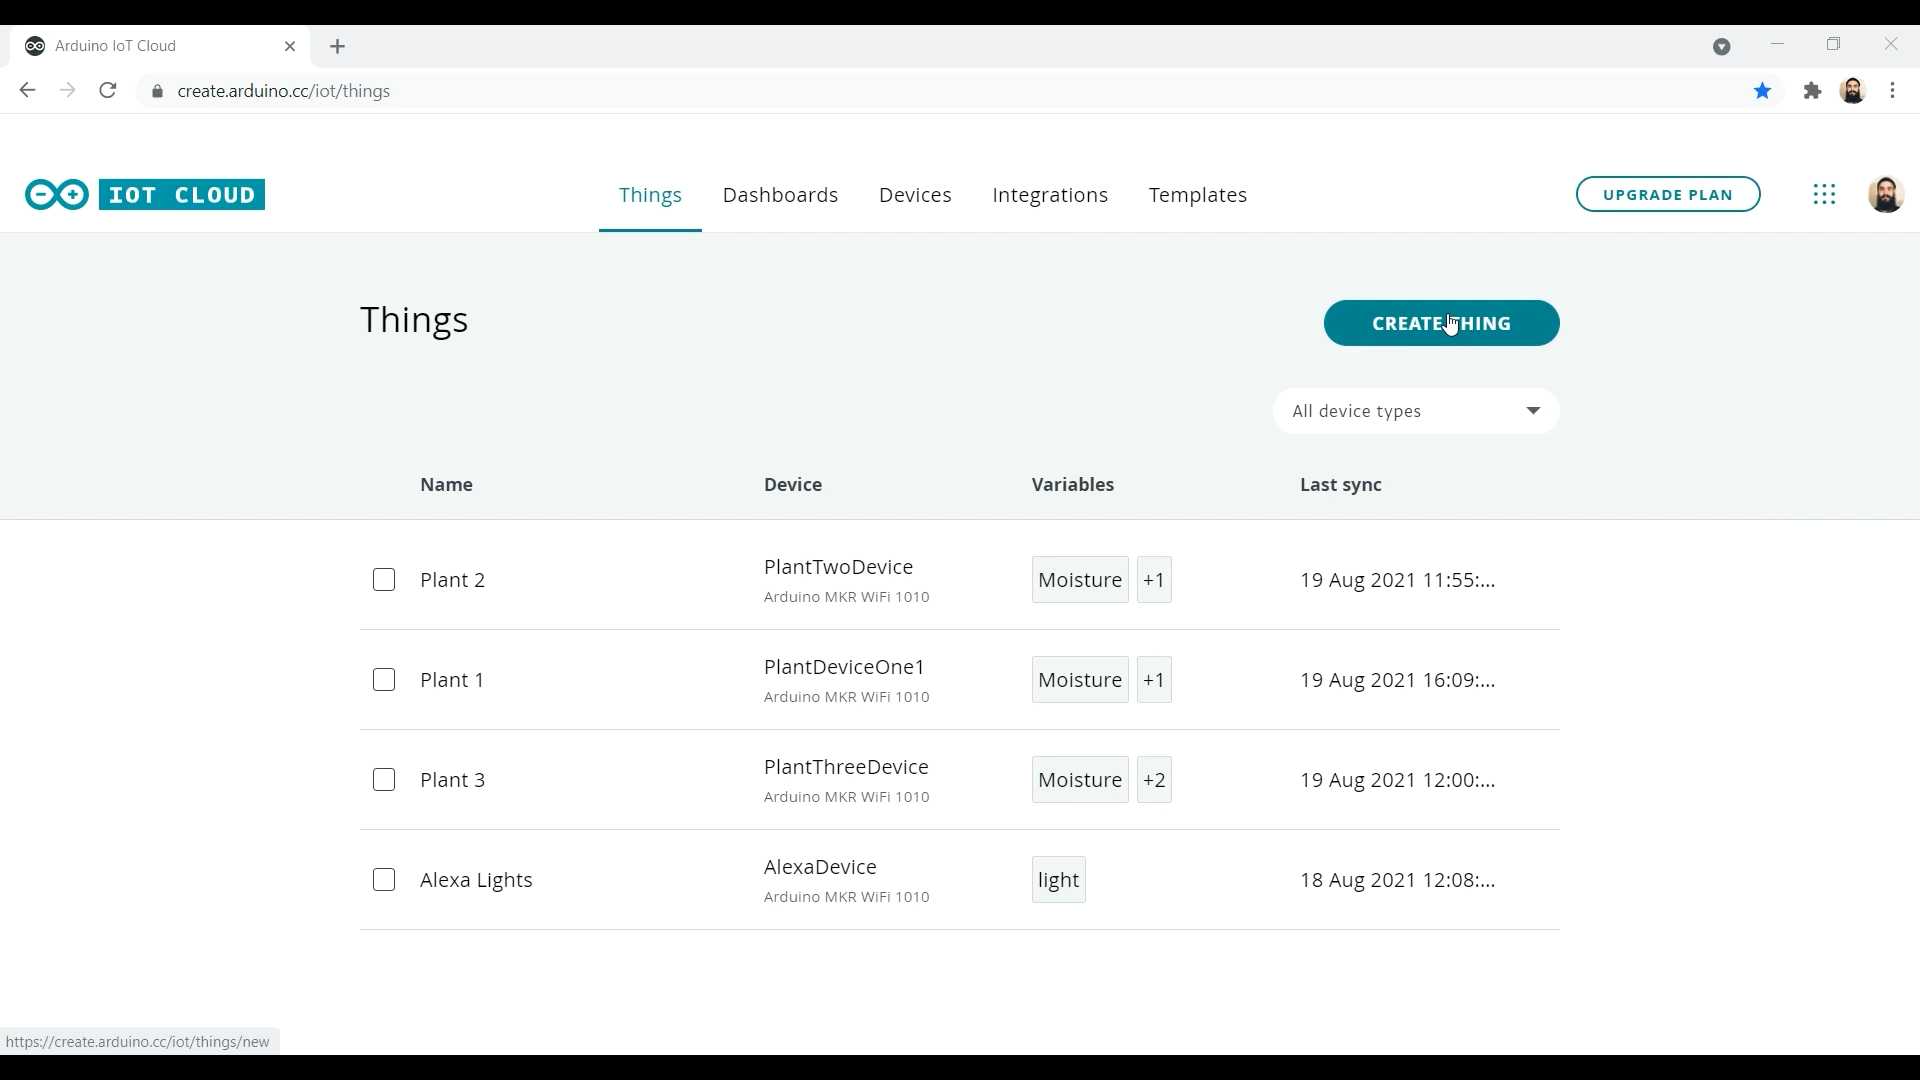 Arduino IoT Cloud
create.arduino.cc/iot/things
IOT CLOUD
Things
Dashboards
Devices
Integrations
Templates
UPGRADE PLAN
Things
CREATE THING
All device types
Name
Device
Variables
Last sync
Plant 2
PlantTwoDevice
Arduino MKR WiFi 1010
Moisture
+1
19 Aug 2021 11:55:...
Plant 1
PlantDeviceOne1
Arduino MKR WiFi 1010
Moisture
+1
19 Aug 2021 16:09:...
Plant 3
PlantThreeDevice
Arduino MKR WiFi 1010
Moisture
+2
19 Aug 2021 12:00:...
Alexa Lights
AlexaDevice
Arduino MKR WiFi 1010
light
18 Aug 2021 12:08:...
https://create.arduino.cc/iot/things/new